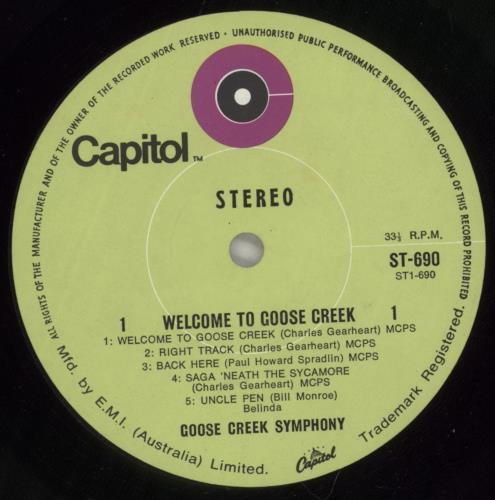 ALL RIGHTS OF THE MANUFACTURER AND OF THE OWNER OF THE RECORDED WORK RESERVED - UNAUTHORISED PUBLIC PERFORMANCE BROADCASTING AND COPYING OF THIS RECORD PROHIBITED
Capitol TM
STEREO
33⅓ R.P.M.
ST-690
ST1-690
1 WELCOME TO GOOSE CREEK 1
1: WELCOME TO GOOSE CREEK (Charles Gearheart) MCPS
2: RIGHT TRACK (Charles Gearheart) MCPS
3: BACK HERE (Paul Howard Spradlin) MCPS
4: SAGA 'NEATH THE SYCAMORE
(Charles Gearheart) MCPS
5: UNCLE PEN (Bill Monroe)
Belinda
GOOSE CREEK SYMPHONY
Mfd. by E.M.I. (Australia) Limited.
Capitol
Trademark Registered.